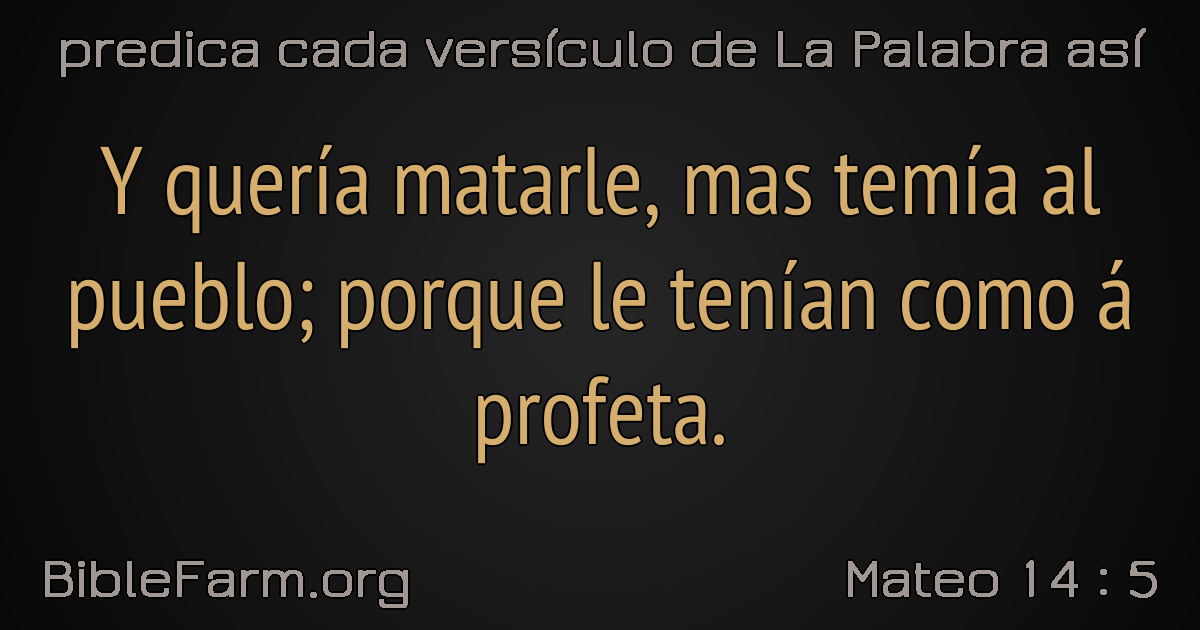 predica cada versículo de La Palabra así
Y quería matarle, mas temía al
pueblo; porque le tenían como á
profeta.
BibleFarm.org
Mateo 14 : 5